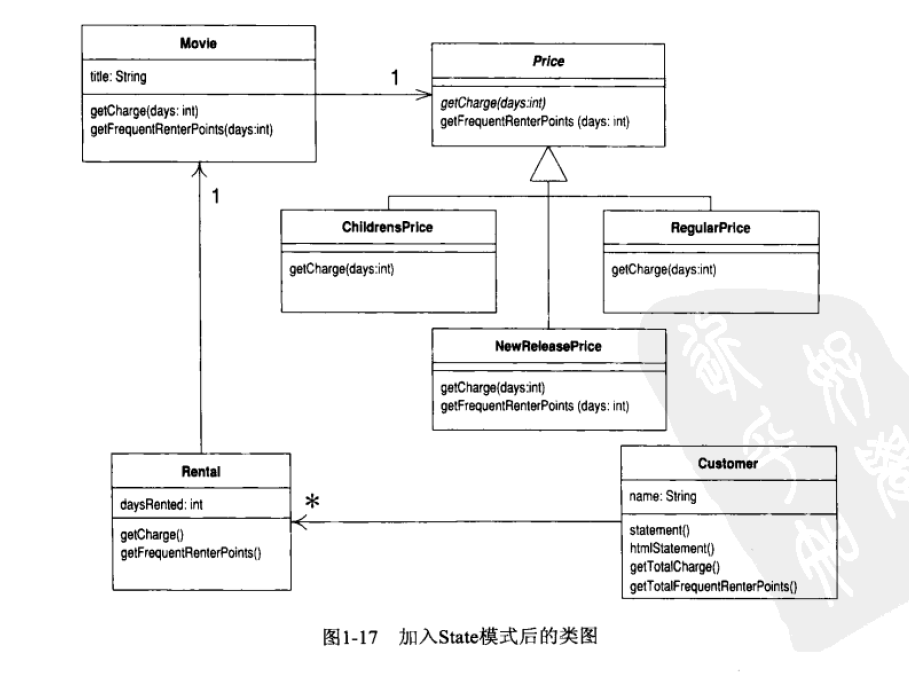 Movie
title: String
getCharge(days: int)
getFrequentRenterPoints(days:int)
1
Price
getCharge(days:int)
getFrequentRenterPoints (days: int)
1
ChildrensPrice
getCharge(days:int)
RegularPrice
getCharge(days:int)
NewReleasePrice
getCharge(days:int)
getFrequentRenterPoints (days: int)
Rental
daysRented: int
getCharge()
getFrequentRenterPoints()
*
Customer
name: String
statement()
htmlStatement()
getTotalCharge()
getTotalFrequentRenterPoints()
图1-17 加入State模式后的类图